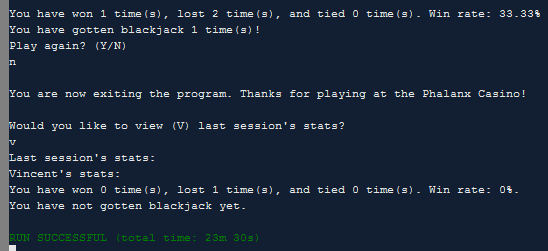 You have won 1 time(s), lost 2 time(s), and tied 0 time(s). Win rate: 33.33%
You have gotten blackjack 1 time(s)!
Play again? (Y/N)
n
You are now exiting the program. Thanks for playing at the Phalanx Casino!
Would you like to view (V) last session's stats?
v
Last session's stats:
Vincent's stats:
You have won 0 time(s), lost 1 time(s), and tied 0 time(s). Win rate: 0%.
You have not gotten blackjack yet.
RUN SUCCESSFUL (total time: 23m 30s)